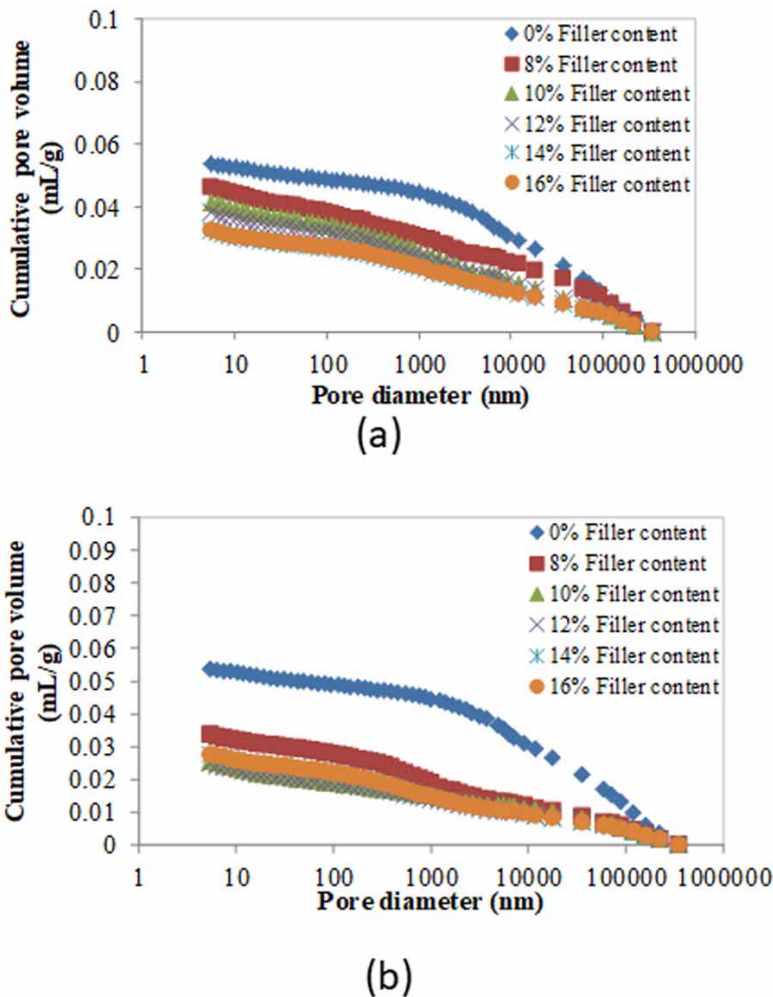 Cumulative pore volume
(mL/g)
0.1
0.08
0.06
0.04
0.02
0
0% Filler content
8% Filler content
10% Filler content
12% Filler content
14% Filler content
16% Filler content
1 10 100 1000 10000 100000 1000000
Pore diameter (nm)
(a)
Cumulative pore volume
(mL/g)
0.1
0.09
0.08
0.07
0.06
0.05
0.04
0.03
0.02
0.01
0
0% Filler content
8% Filler content
10% Filler content
12% Filler content
14% Filler content
16% Filler content
1 10 100 1000 10000 100000 1000000
Pore diameter (nm)
(b)